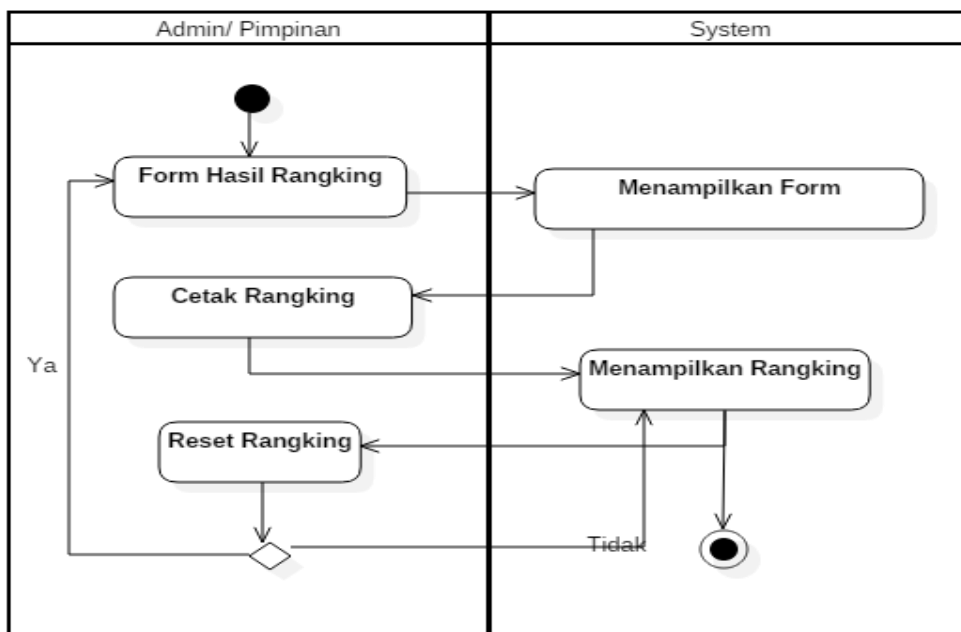 Admin/ Pimpinan
System
Form Hasil Rangking
Menampilkan Form
Cetak Rangking
Ya
Menampilkan Rangking
Reset Rangking
Tidak